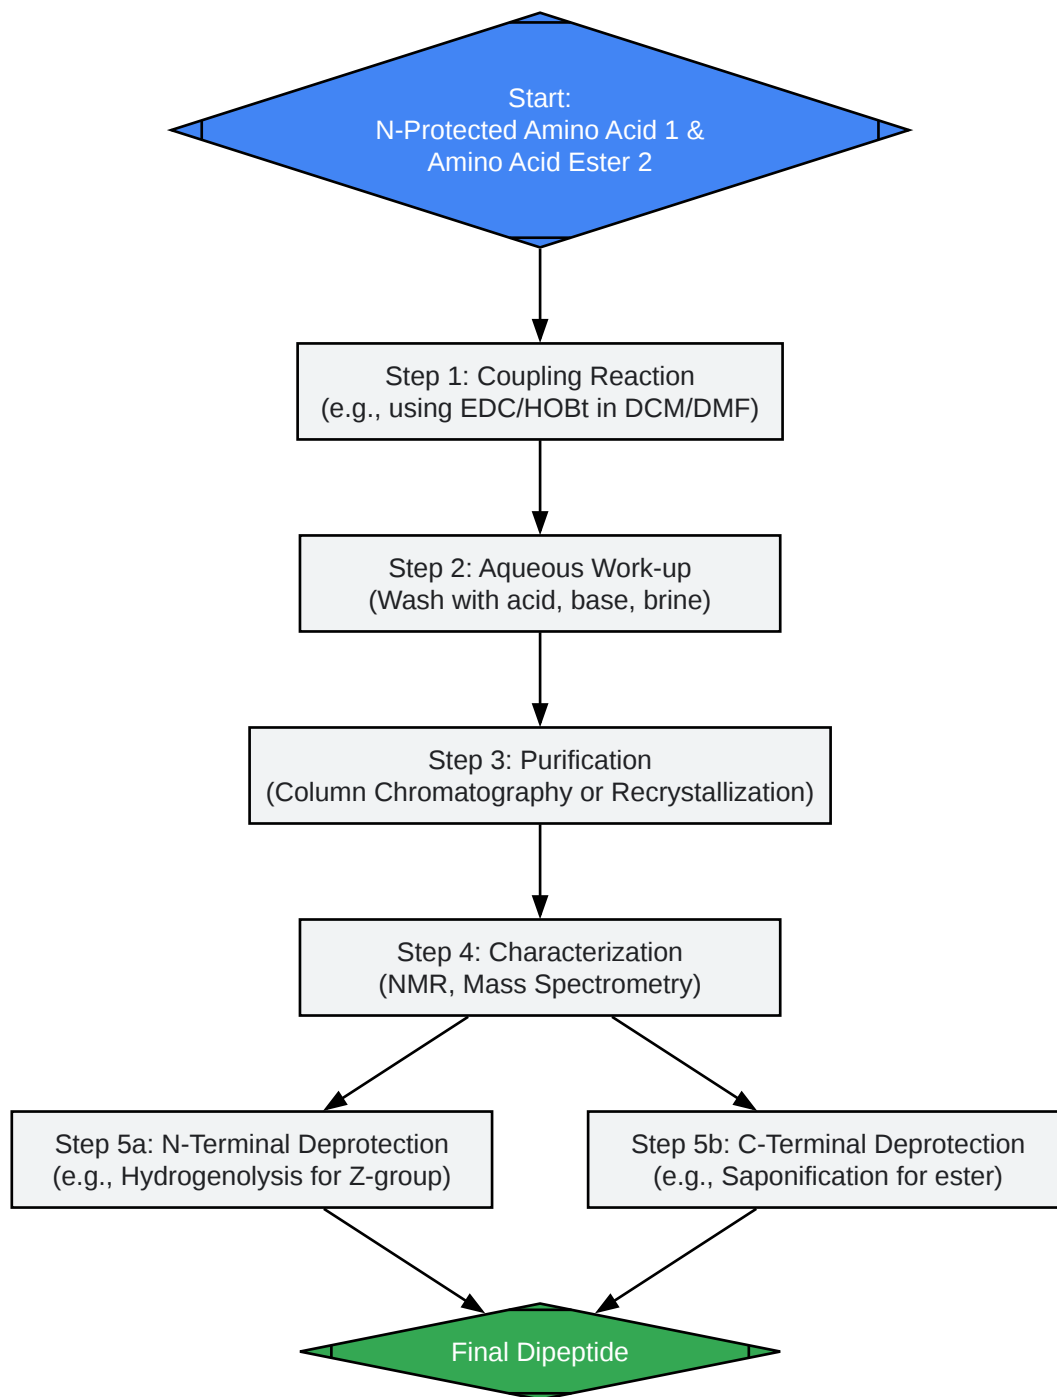 Start:
N-Protected Amino Acid 1 &
Amino Acid Ester 2
Step 1: Coupling Reaction
(e.g., using EDC/HOBt in DCM/DMF)
Step 2: Aqueous Work-up
(Wash with acid, base, brine)
Step 3: Purification
(Column Chromatography or Recrystallization)
Step 4: Characterization
(NMR, Mass Spectrometry)
Step 5a: N-Terminal Deprotection
(e.g., Hydrogenolysis for Z-group)
Step 5b: C-Terminal Deprotection
(e.g., Saponification for ester)
Final Dipeptide